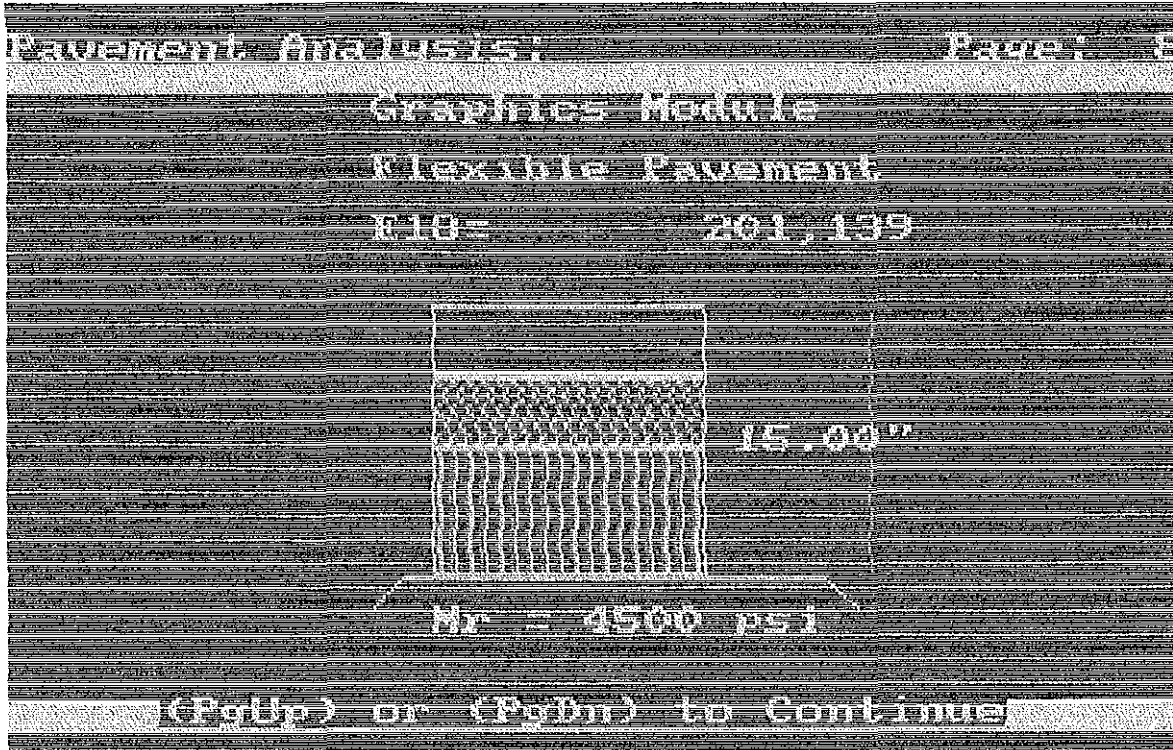 Pavement Analysis: Page:
Graphics Module
Flexible Pavement
E18= 201,139
15.00"
Mr = 4500 psi
(PgUp) or (PgDn) to Continue